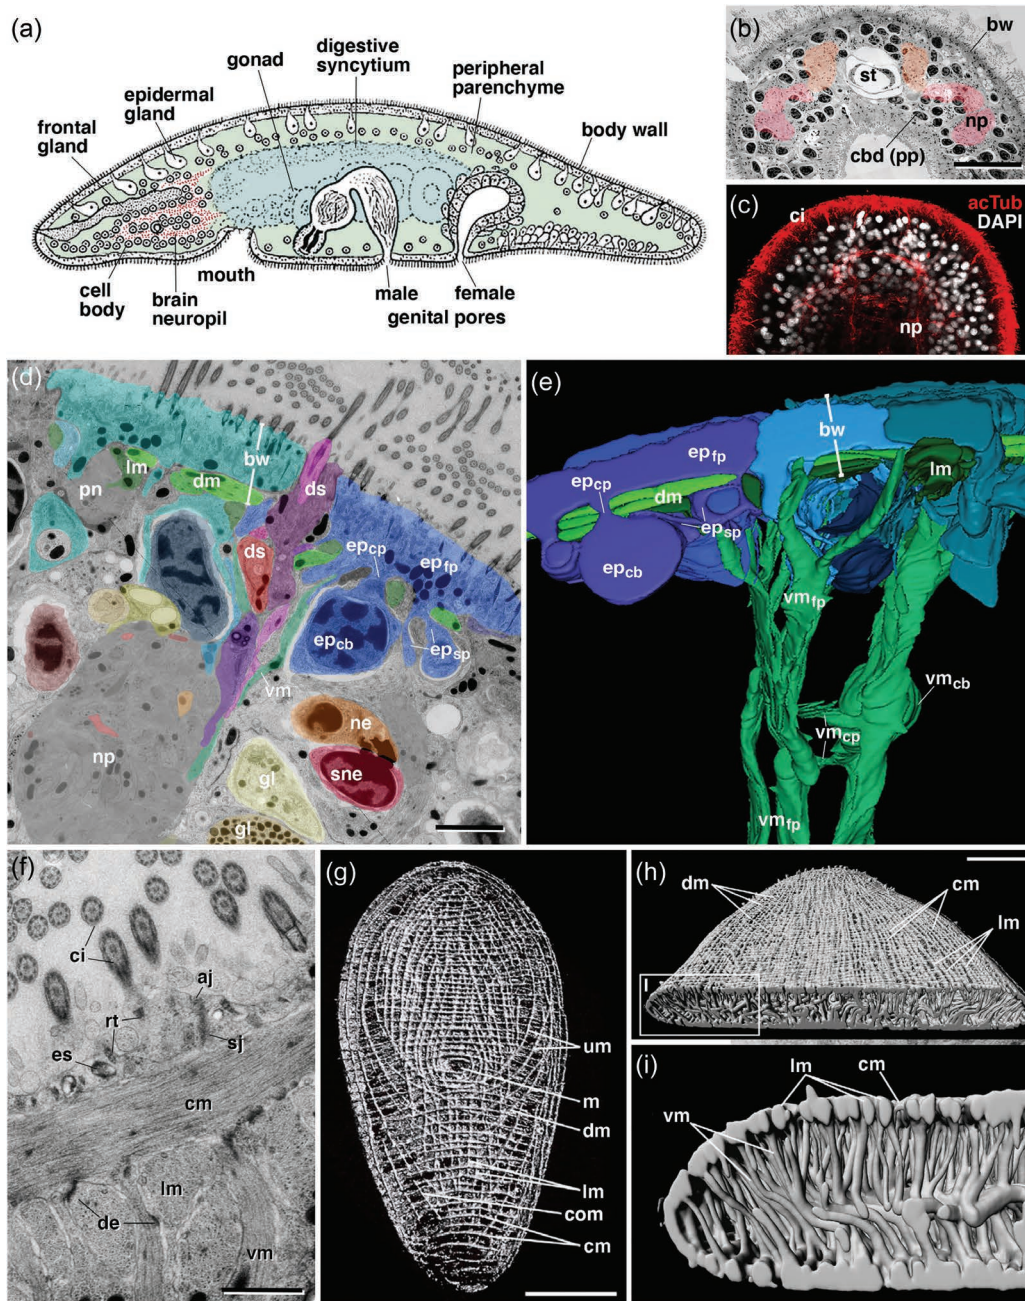 (a)
gonad
digestive
syncytium
peripheral
parenchyme
epidermal
gland
frontal
gland
body wall
cell
body
brain
neuropil
mouth
male
female
genital pores
(b)
bw
st
np
cbd (pp)
(c)
ci
acTub
DAPI
np
(d)
lm
pn
dm
bw
ds
ds
epcp
epfp
epcb
epsp
vm
ne
np
gl
sne
gl
(e)
bw
epfp
lm
epcp
dm
epsp
epcb
vmfp
vmcb
vmcp
vmfp
(f)
ci
aj
rt
es
sj
cm
lm
de
vm
(g)
um
m
dm
lm
com
cm
(h)
dm
cm
lm
I
(i)
lm
cm
vm